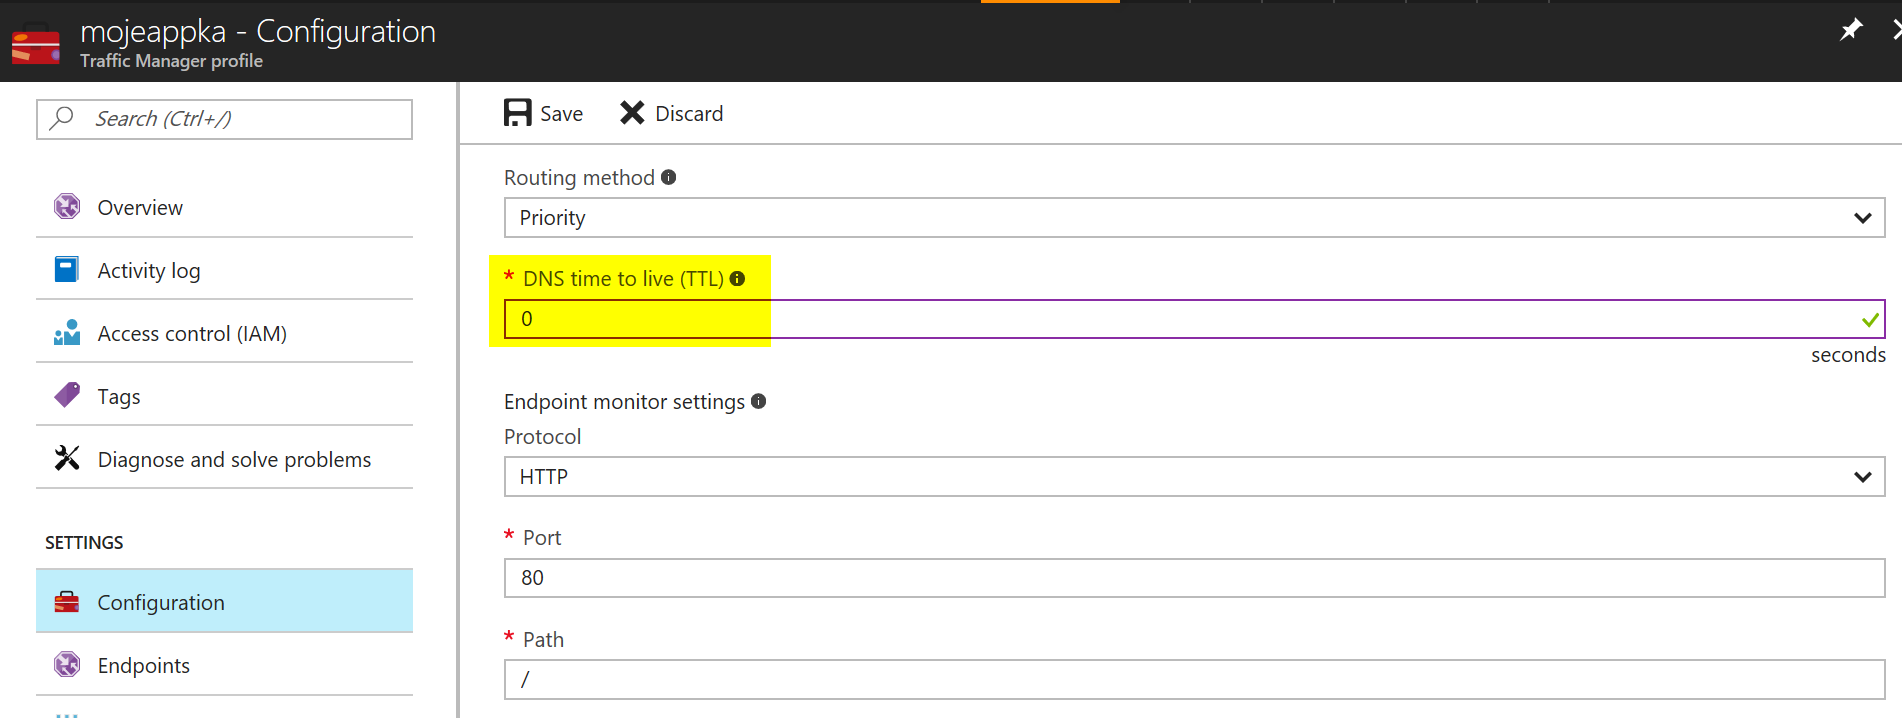 mojeappka - Configuration
Traffic Manager profile
Search (Ctrl+/)
Overview
Activity log
Access control (IAM)
Tags
Diagnose and solve problems
SETTINGS
Configuration
Endpoints
Save
Discard
Routing method
Priority
* DNS time to live (TTL)
0
seconds
Endpoint monitor settings
Protocol
HTTP
* Port
80
* Path
/